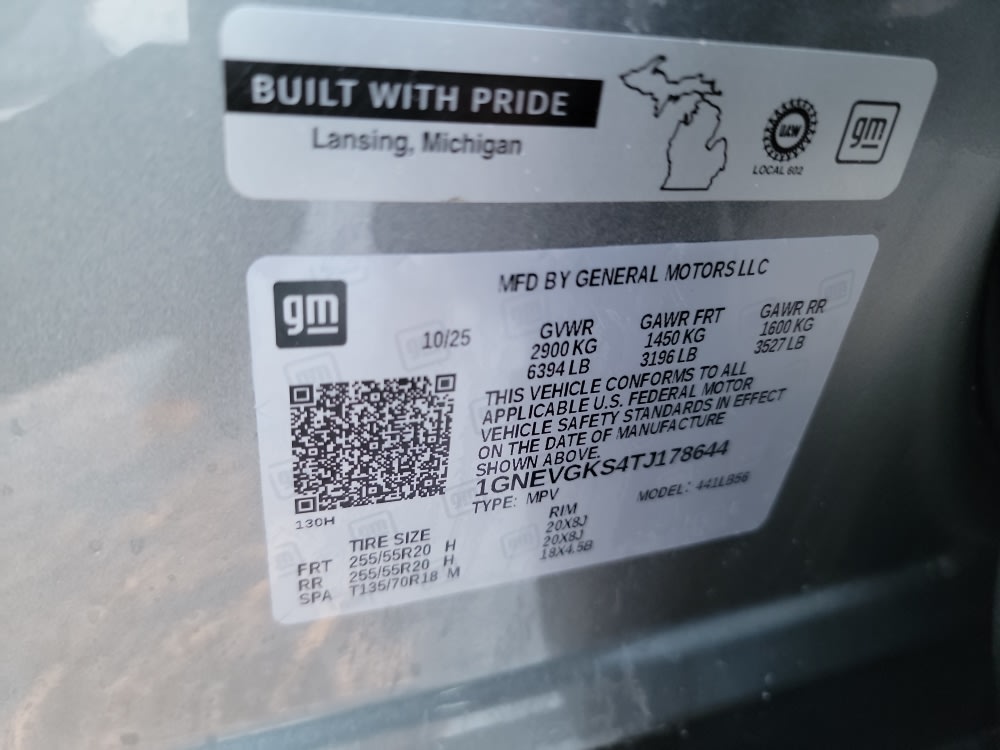 BUILT WITH PRIDE
Lansing, Michigan
UAW
LOCAL 602
gm
gm
MFD BY GENERAL MOTORS LLC
10/25
GVWR GAWR FRT GAWR RR
2900 KG 1450 KG 1600 KG
6394 LB 3196 LB 3527 LB
THIS VEHICLE CONFORMS TO ALL
APPLICABLE U.S. FEDERAL MOTOR
VEHICLE SAFETY STANDARDS IN EFFECT
ON THE DATE OF MANUFACTURE
SHOWN ABOVE.
1GNEVGKS4TJ178644
TYPE: MPV MODEL: 441LB56
130H
TIRE SIZE RIM
FRT 255/55R20 H 20X8J
RR 255/55R20 H 20X8J
SPA T135/70R18 M 18X4.5B